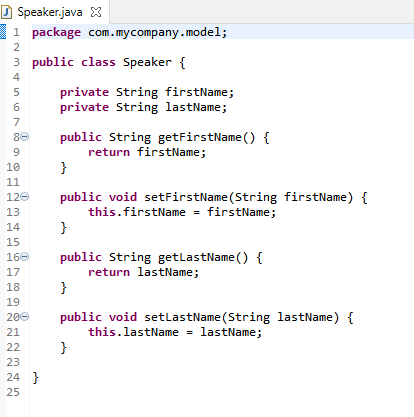 Speaker.java
1 package com.mycompany.model;
2
3 public class Speaker {
4
5     private String firstName;
6     private String lastName;
7
8     public String getFirstName() {
9         return firstName;
10     }
11
12     public void setFirstName(String firstName) {
13         this.firstName = firstName;
14     }
15
16     public String getLastName() {
17         return lastName;
18     }
19
20     public void setLastName(String lastName) {
21         this.lastName = lastName;
22     }
23
24 }
25